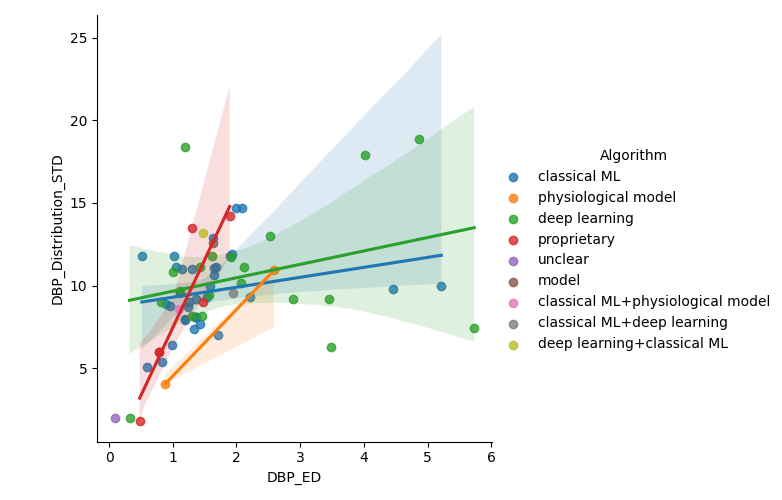 25
20
15
10
5
0
1
2
3
4
5
6
DBP_Distribution_STD
DBP_ED
Algorithm
classical ML
physiological model
deep learning
proprietary
unclear
model
classical ML+physiological model
classical ML+deep learning
deep learning+classical ML